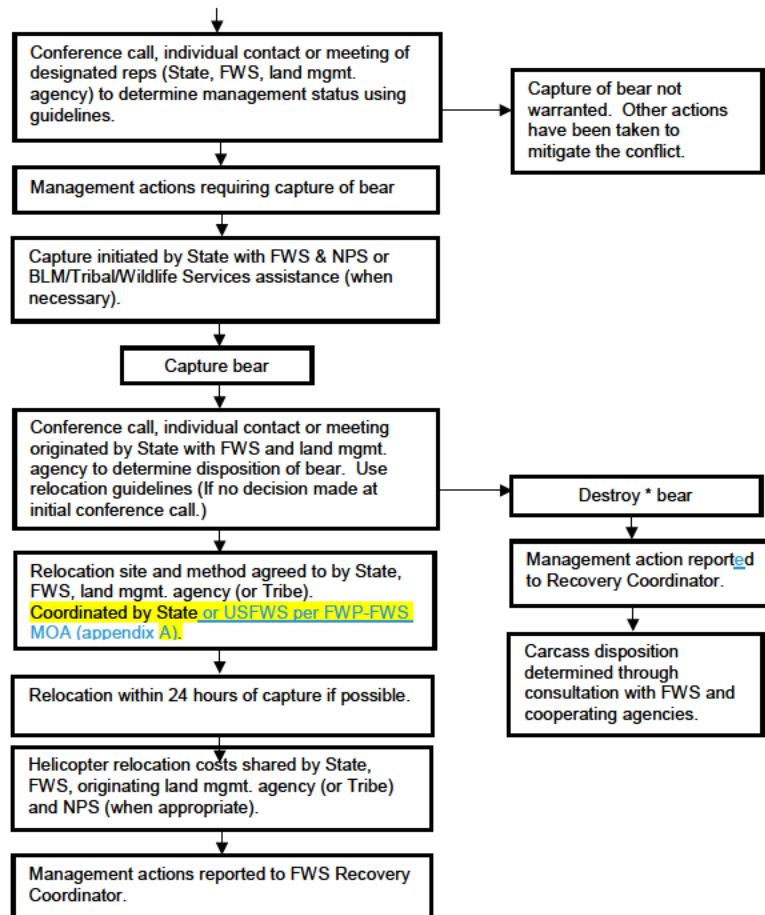 Conference call, individual contact or meeting of
designated reps (State, FWS, land mgmt.
agency) to determine management status using
guidelines.
Capture of bear not
warranted.  Other actions
have been taken to
mitigate the conflict.
Management actions requiring capture of bear
Capture initiated by State with FWS & NPS or
BLM/Tribal/Wildlife Services assistance (when
necessary).
Capture bear
Conference call, individual contact or meeting
originated by State with FWS and land mgmt.
agency to determine disposition of bear.  Use
relocation guidelines (If no decision made at
initial conference call.)
Destroy * bear
Management action reported
to Recovery Coordinator.
Carcass disposition
determined through
consultation with FWS and
cooperating agencies.
Relocation site and method agreed to by State,
FWS, land mgmt. agency (or Tribe).
Coordinated by State or USFWS per FWP-FWS
MOA (appendix A).
Relocation within 24 hours of capture if possible.
Helicopter relocation costs shared by State,
FWS, originating land mgmt. agency (or Tribe)
and NPS (when appropriate).
Management actions reported to FWS Recovery
Coordinator.